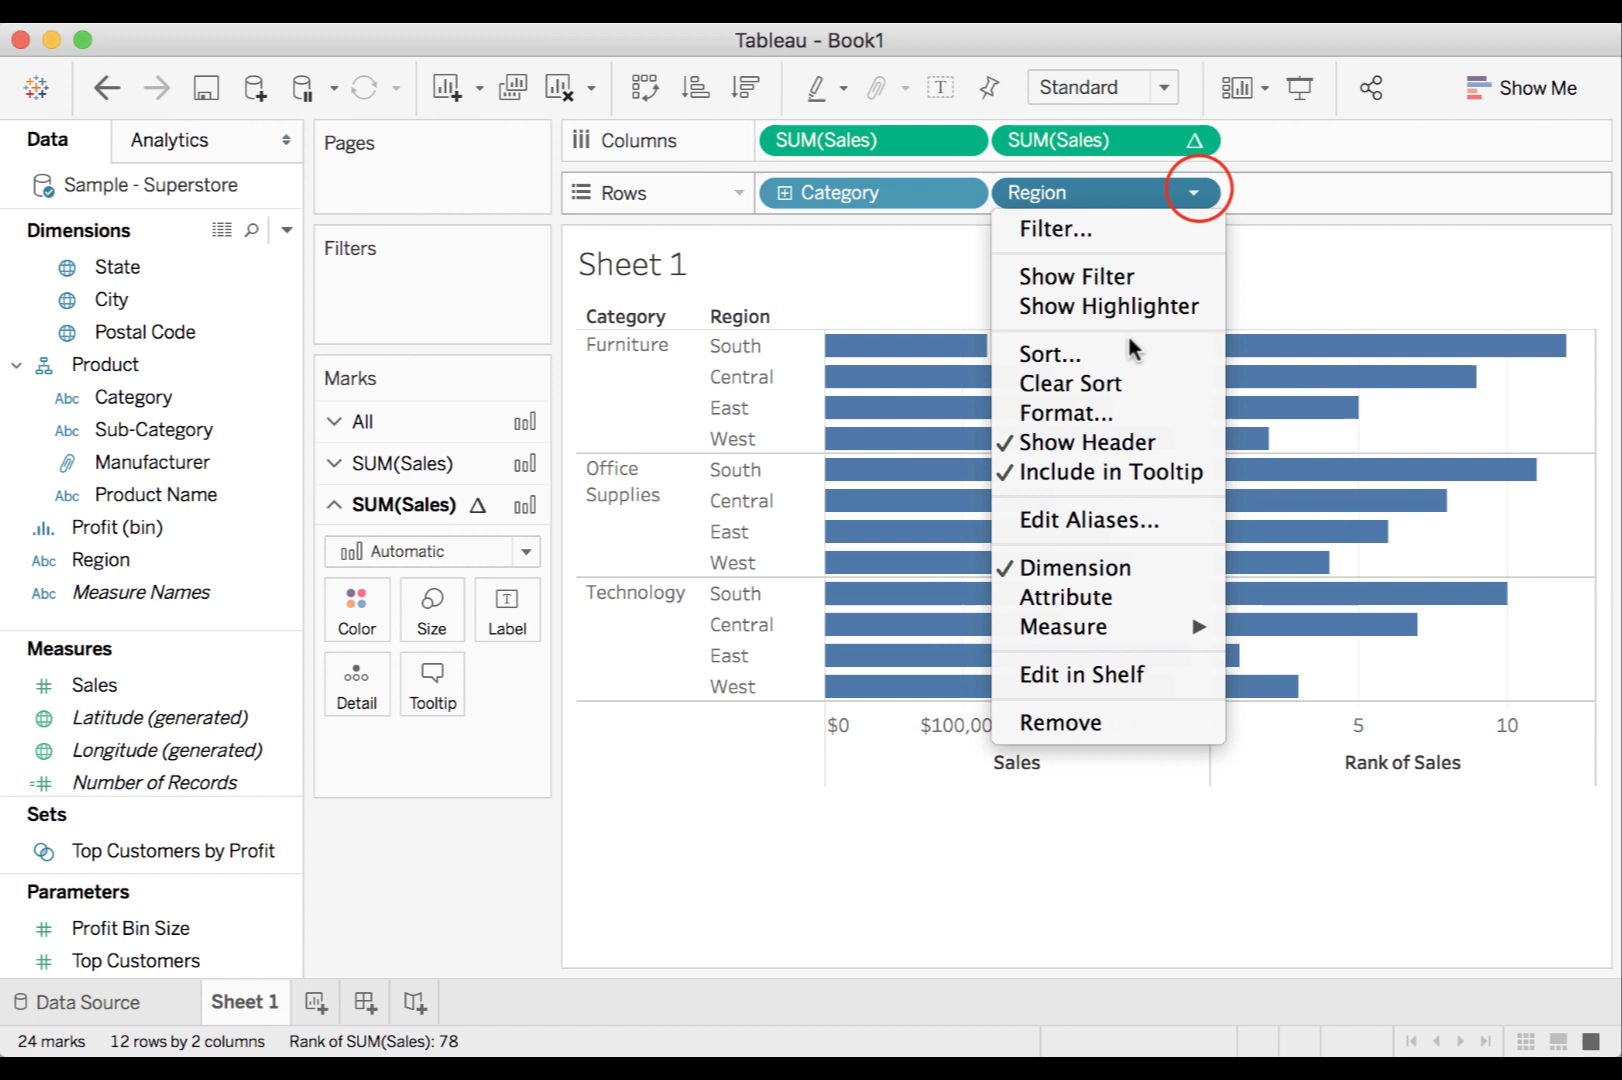 Tableau - Book1
Standard
Show Me
Data
Analytics
Sample - Superstore
Dimensions
State
City
Postal Code
Product
Abc Category
Abc Sub-Category
Manufacturer
Abc Product Name
Profit (bin)
Abc Region
Abc Measure Names
Measures
Sales
Latitude (generated)
Longitude (generated)
Number of Records
Sets
Top Customers by Profit
Parameters
Profit Bin Size
Top Customers
Pages
Filters
Marks
All
SUM(Sales)
SUM(Sales)
Automatic
Color
Size
Label
Detail
Tooltip
Columns
SUM(Sales)
SUM(Sales)
Rows
Category
Region
Sheet 1
Category Region
Furniture South
Central
East
West
Office Supplies South
Central
East
West
Technology South
Central
East
West
$0
$100,00
Sales
5
10
Rank of Sales
Filter...
Show Filter
Show Highlighter
Sort...
Clear Sort
Format...
Show Header
Include in Tooltip
Edit Aliases...
Dimension
Attribute
Measure
Edit in Shelf
Remove
Data Source
Sheet 1
24 marks
12 rows by 2 columns
Rank of SUM(Sales): 78